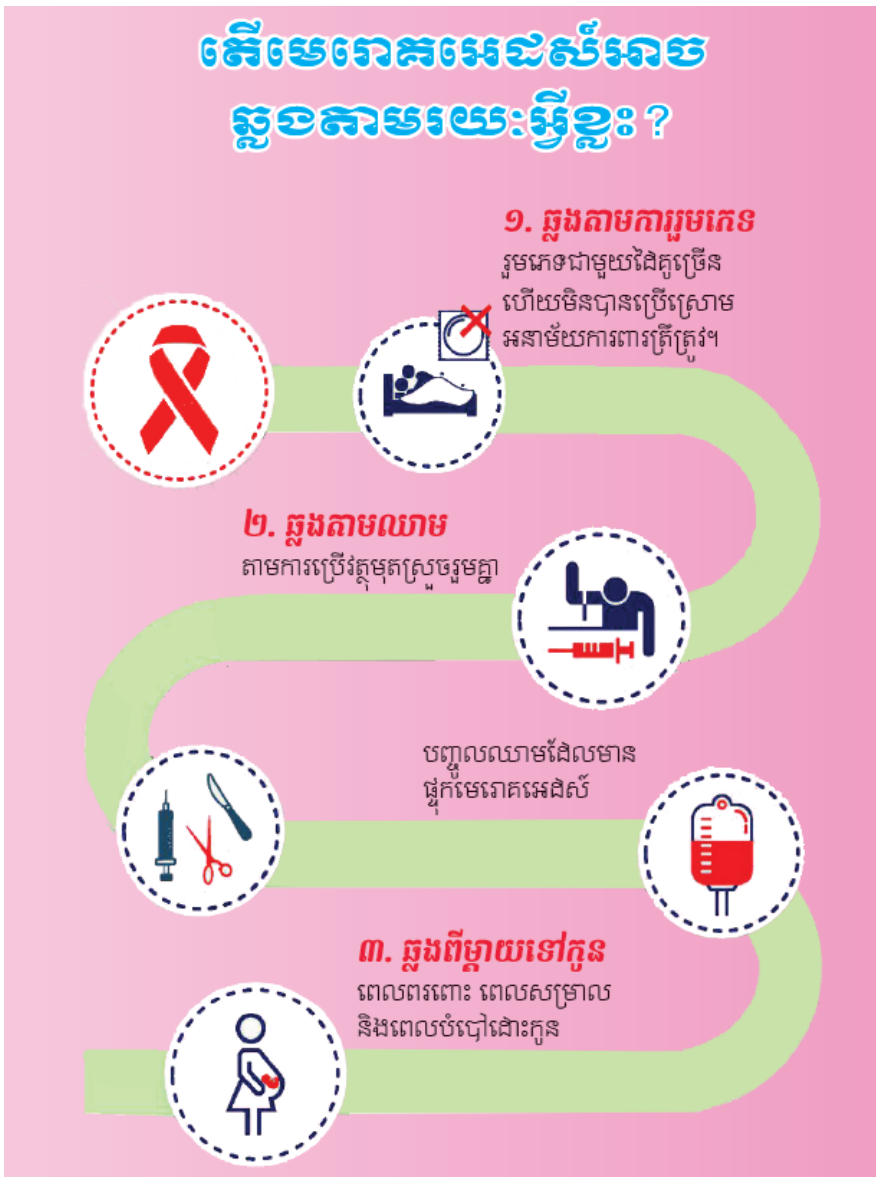 តើមេរោគអេដស៍អាច
ឆ្លងតាមរយៈអ្វីខ្លះ?
១. ឆ្លងតាមការរួមភេទ
រួមភេទជាមួយដៃគូច្រើន
ហើយមិនបានប្រើស្រោម
អនាម័យការពារត្រឹត្រូវ។
២. ឆ្លងតាមឈាម
តាមការប្រើវត្ថុមុតស្រួចរួមគ្នា
បញ្ចូលឈាមដែលមាន
ផ្ទុកមេរោគអេដស៍
៣. ឆ្លងពីម្តាយទៅកូន
ពេលពរពោះ ពេលសម្រាល
និងពេលបំបៅដោះកូន